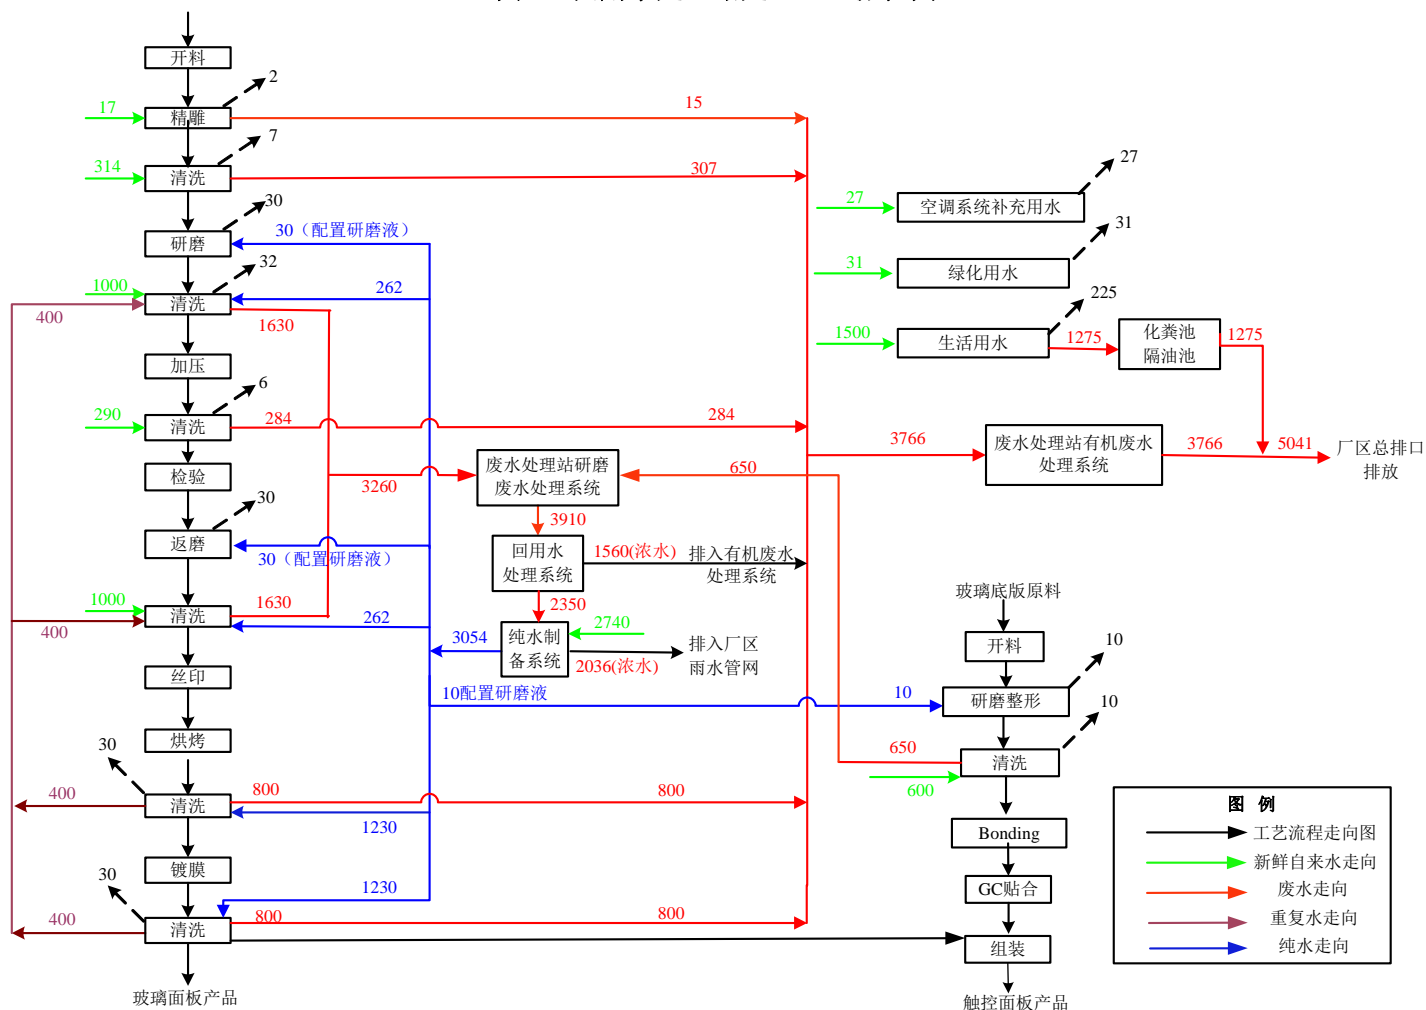 开料
2
17
精雕
15
7
314
清洗
307
30
研磨
30（配置研磨液）
32
1000
清洗
262
400
1630
加压
6
290
清洗
284
284
检验
30
返磨
30（配置研磨液）
1000
清洗
1630
262
400
丝印
烘烤
30
400
清洗
800
800
1230
镀膜
30
1230
400
清洗
800
800
玻璃面板产品
3260
废水处理站研磨
废水处理系统
650
3910
回用水
处理系统
1560(浓水)
排入有机废水
处理系统
2350
3054
纯水制
备系统
2740
2036(浓水)
排入厂区
雨水管网
10配置研磨液
10
27
27
空调系统补充用水
31
31
绿化用水
225
1500
生活用水
1275
化粪池
隔油池
1275
3766
废水处理站有机废水
处理系统
3766
5041
厂区总排口
排放
玻璃底版原料
开料
10
研磨整形
10
650
清洗
600
Bonding
GC贴合
组装
触控面板产品
图 例
工艺流程走向图
新鲜自来水走向
废水走向
重复水走向
纯水走向